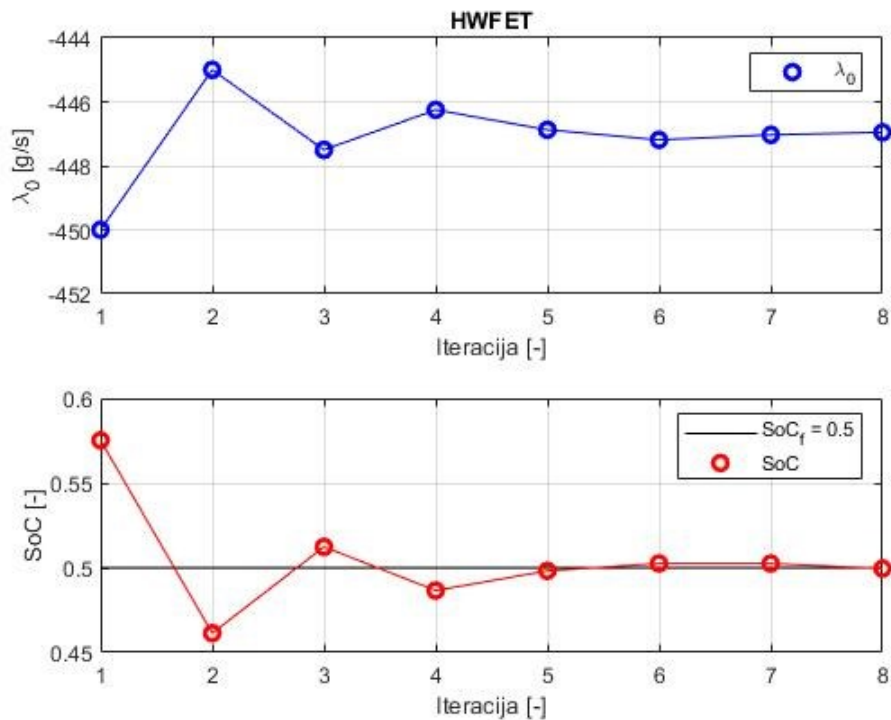 HWFET
-444
-446
-448
-450
-452
λ0 [g/s]
λ0
1 2 3 4 5 6 7 8
Iteracija [-]
0.6
0.55
0.5
0.45
SoC [-]
SoCf = 0.5
SoC
1 2 3 4 5 6 7 8
Iteracija [-]